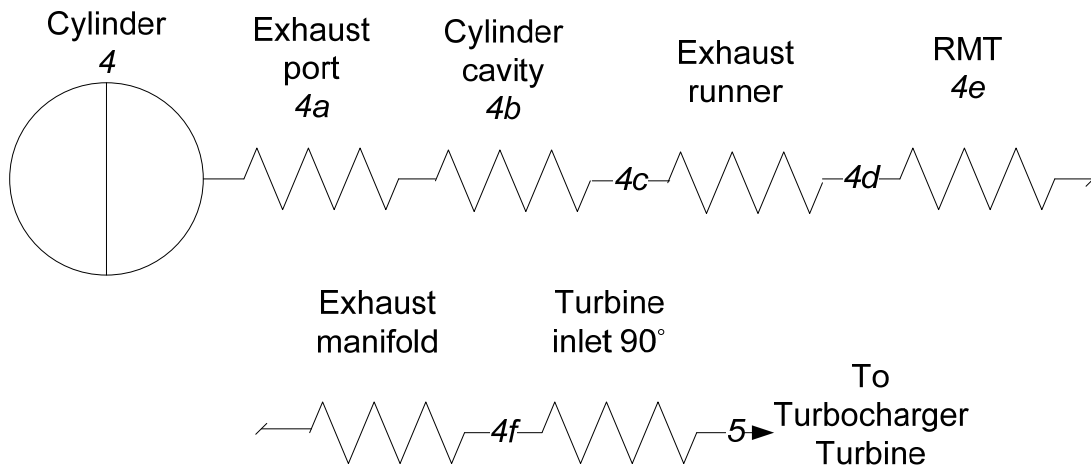 Cylinder
4
Exhaust
port
4a
Cylinder
cavity
4b
Exhaust
runner
RMT
4e
4c
4d
Exhaust
manifold
Turbine
inlet 90°
4f
5
To
Turbocharger
Turbine